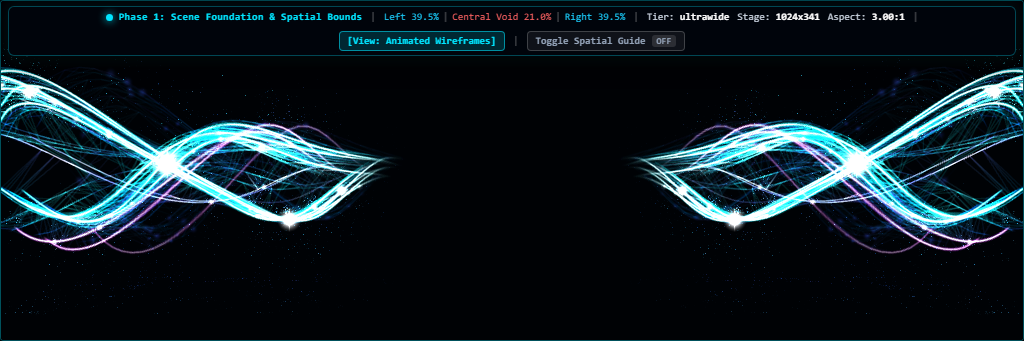 Phase 1: Scene Foundation & Spatial Bounds | Left 39.5% | Central Void 21.0% | Right 39.5% Tier: ultrawide Stage: 1024x341 Aspect: 3.00:1 |
[View: Animated Wireframes] | Toggle Spatial Guide OFF